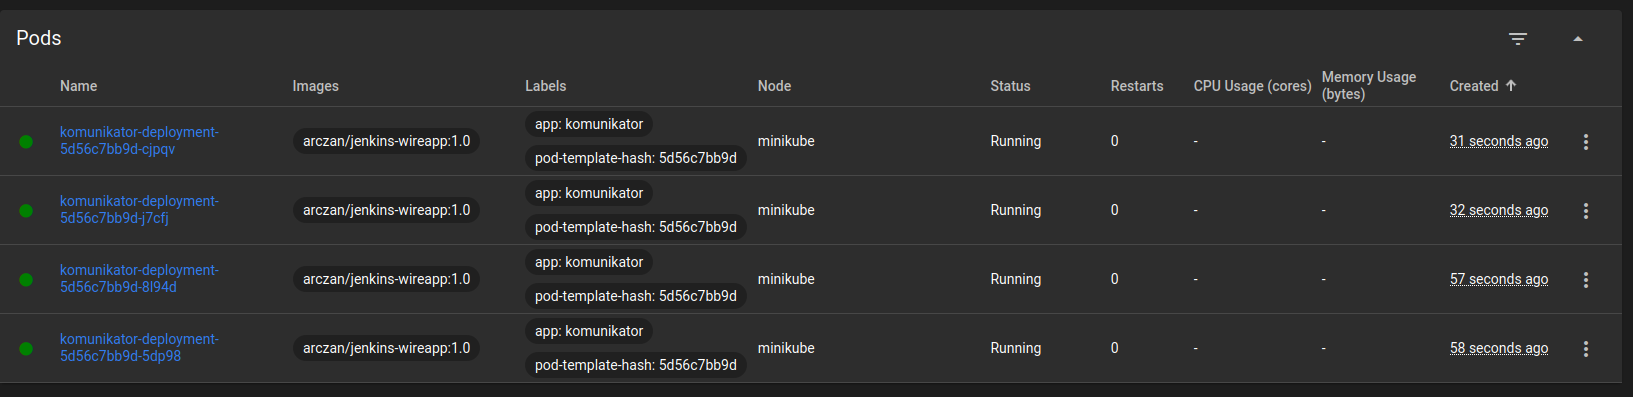 Pods
Name Images Labels Node Status Restarts CPU Usage (cores) Memory Usage (bytes) Created
komunikator-deployment-
5d56c7bb9d-cjpqv
arczan/jenkins-wireapp:1.0
app: komunikator
pod-template-hash: 5d56c7bb9d
minikube
Running
0
-
-
31 seconds ago
komunikator-deployment-
5d56c7bb9d-j7cfj
arczan/jenkins-wireapp:1.0
app: komunikator
pod-template-hash: 5d56c7bb9d
minikube
Running
0
-
-
32 seconds ago
komunikator-deployment-
5d56c7bb9d-8l94d
arczan/jenkins-wireapp:1.0
app: komunikator
pod-template-hash: 5d56c7bb9d
minikube
Running
0
-
-
57 seconds ago
komunikator-deployment-
5d56c7bb9d-5dp98
arczan/jenkins-wireapp:1.0
app: komunikator
pod-template-hash: 5d56c7bb9d
minikube
Running
0
-
-
58 seconds ago